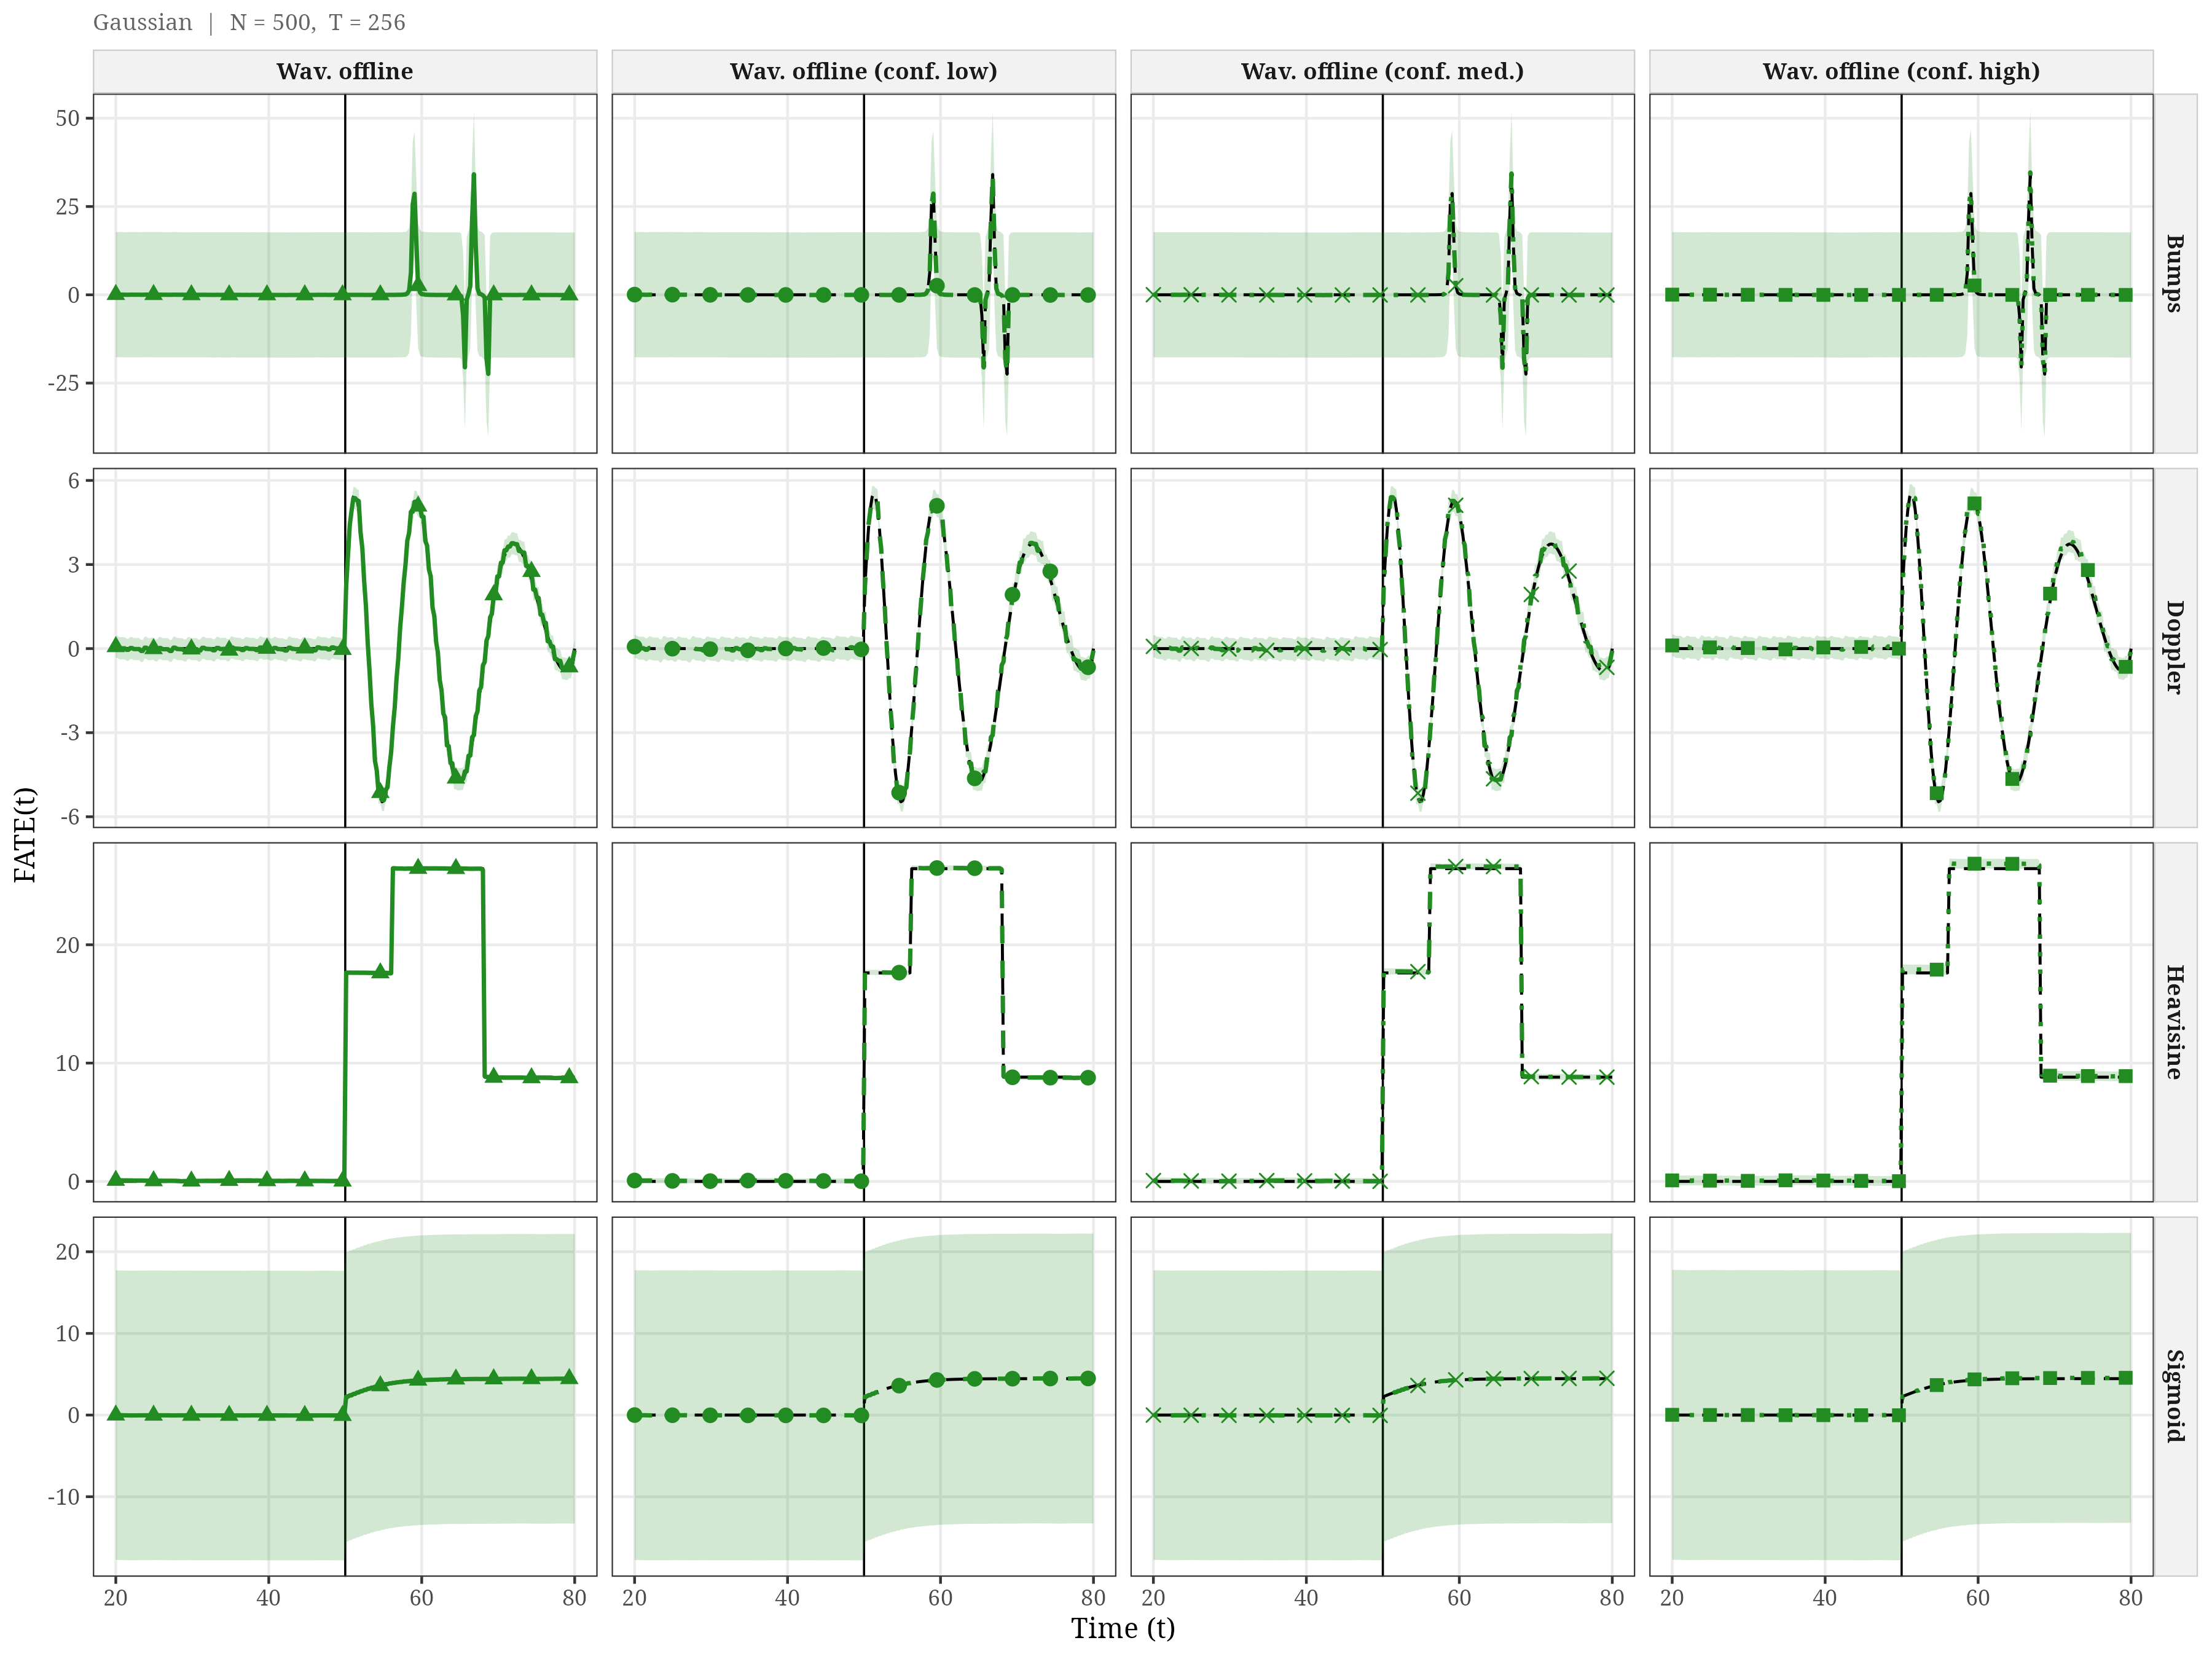 Gaussian | N = 500, T = 256
Wav. offline
Wav. offline (conf. low)
Wav. offline (conf. med.)
Wav. offline (conf. high)
50
25
0
-25
Bumps
6
3
0
-3
-6
Doppler
20
10
0
Heavisine
20
10
0
-10
Sigmoid
FATE(t)
20 40 60 80
20 40 60 80
20 40 60 80
20 40 60 80
Time (t)